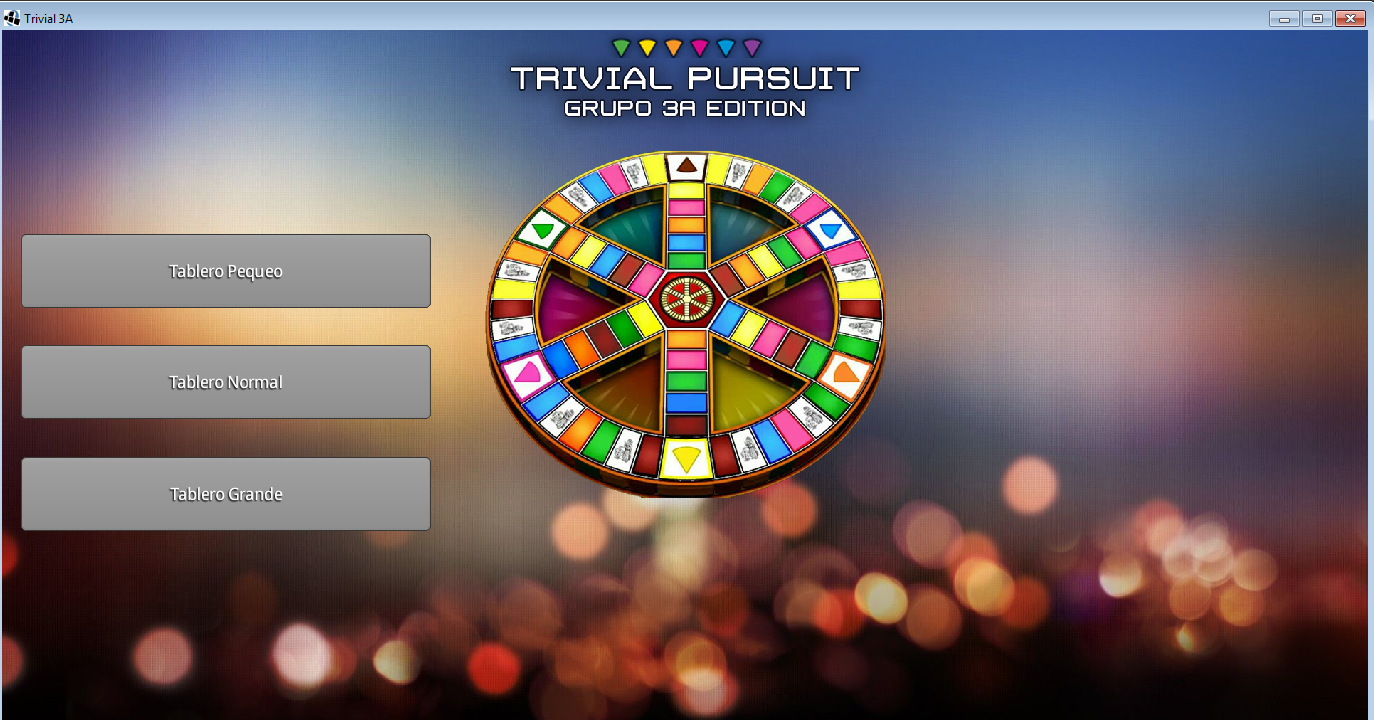 Trivial 3A
TRIVIAL PURSUIT
GRUPO 3A EDITION
Tablero Pequeo
Tablero Normal
Tablero Grande